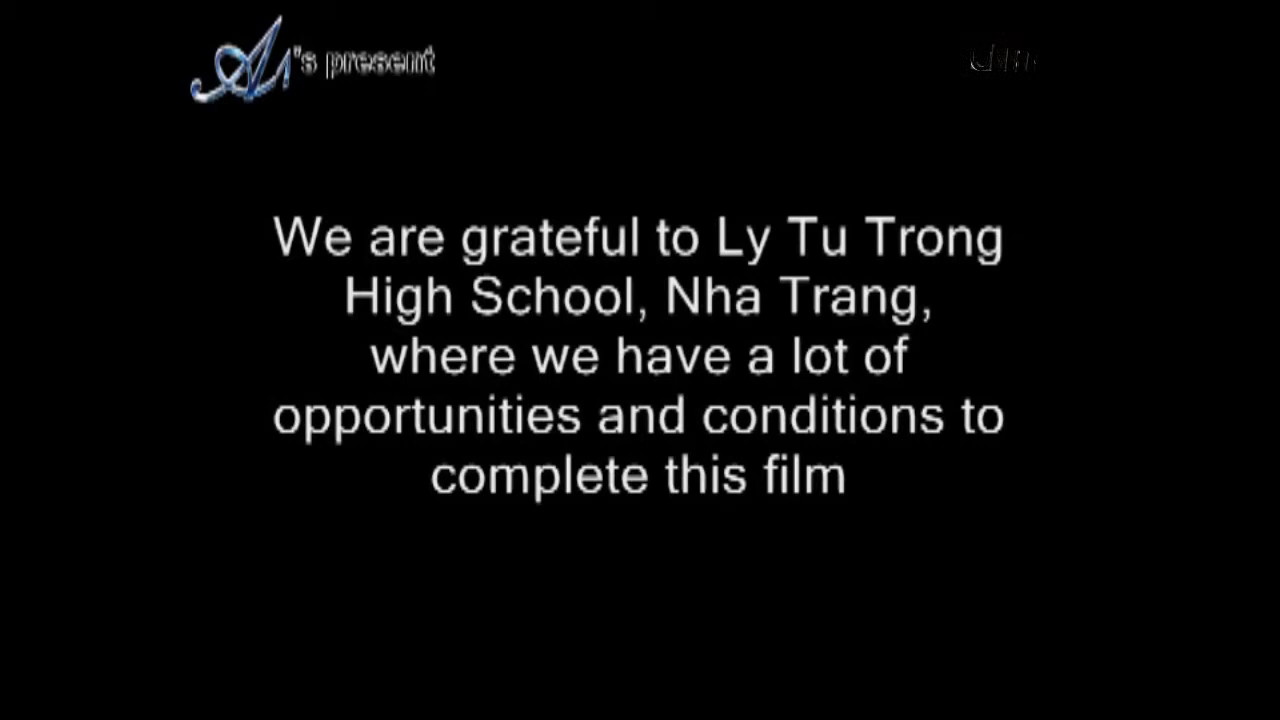 A1's present
We are grateful to Ly Tu Trong
High School, Nha Trang,
where we have a lot of
opportunities and conditions to
complete this film